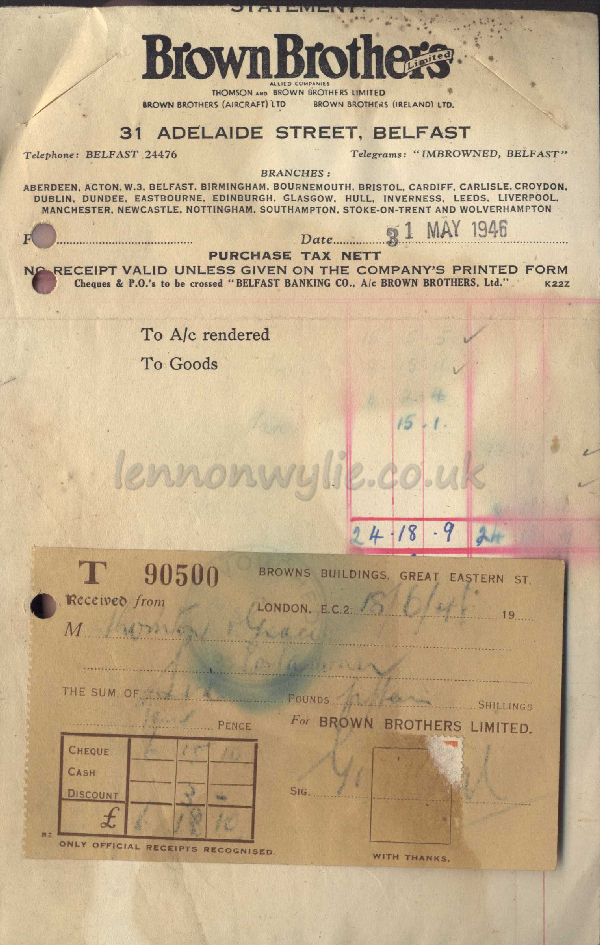 STATEMENT
Brown Brothers Limited
ALLIED COMPANIES
THOMSON AND BROWN BROTHERS LIMITED
BROWN BROTHERS (AIRCRAFT) LTD BROWN BROTHERS (IRELAND) LTD.
31 ADELAIDE STREET, BELFAST
Telephone: BELFAST 24476 Telegrams: "IMBROWNED, BELFAST"
BRANCHES:
ABERDEEN, ACTON, W.3, BELFAST, BIRMINGHAM, BOURNEMOUTH, BRISTOL, CARDIFF, CARLISLE, CROYDON,
DUBLIN, DUNDEE, EASTBOURNE, EDINBURGH, GLASGOW, HULL, INVERNESS, LEEDS, LIVERPOOL,
MANCHESTER, NEWCASTLE, NOTTINGHAM, SOUTHAMPTON, STOKE-ON-TRENT AND WOLVERHAMPTON
F Date 31 MAY 1946
PURCHASE TAX NETT
NO RECEIPT VALID UNLESS GIVEN ON THE COMPANY'S PRINTED FORM
Cheques & P.O.'s to be crossed "BELFAST BANKING CO., A/c BROWN BROTHERS, Ltd." K22Z
To A/c rendered
To Goods
15 . 1.
lennonwylie.co.uk
24 . 18 . 9 24
T 90500 BROWNS BUILDINGS, GREAT EASTERN ST.
Received from LONDON, E.C.2. 19
M
THE SUM OF POUNDS SHILLINGS
PENCE For BROWN BROTHERS LIMITED.
CHEQUE
CASH
DISCOUNT
SIG.
£
B2
ONLY OFFICIAL RECEIPTS RECOGNISED.
WITH THANKS.